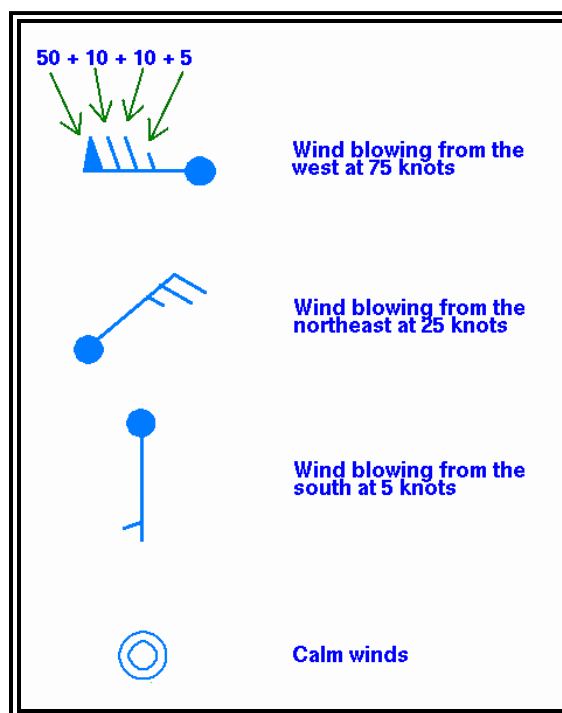 50 + 10 + 10 + 5
Wind blowing from the
west at 75 knots
Wind blowing from the
northeast at 25 knots
Wind blowing from the
south at 5 knots
Calm winds